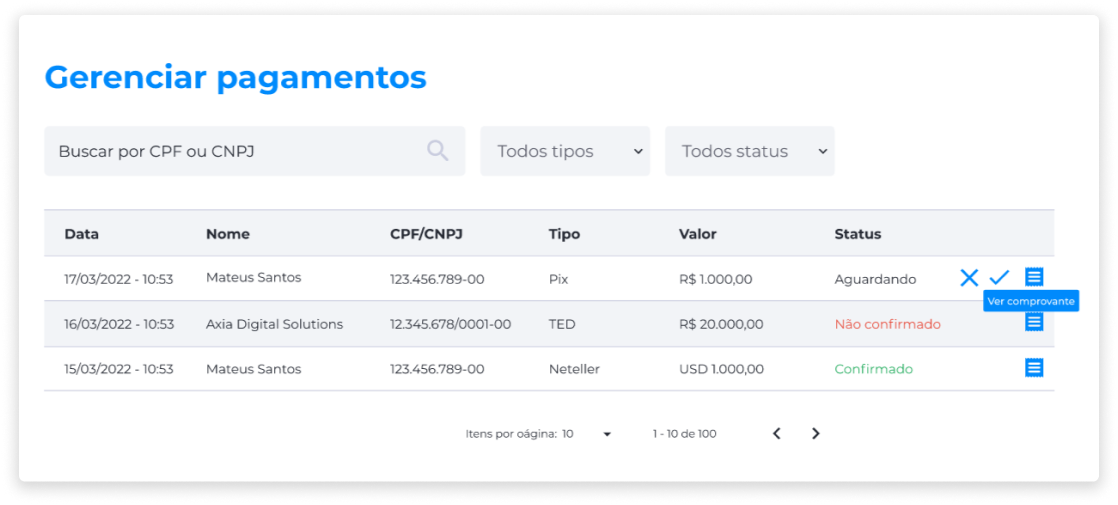 Gerenciar pagamentos
Buscar por CPF ou CNPJ Todos tipos Todos status
Data Nome CPF/CNPJ Tipo Valor Status
17/03/2022 - 10:53 Mateus Santos 123.456.789-00 Pix R$ 1.000,00 Aguardando
Ver comprovante
16/03/2022 - 10:53 Axia Digital Solutions 12.345.678/0001-00 TED R$ 20.000,00 Não confirmado
15/03/2022 - 10:53 Mateus Santos 123.456.789-00 Neteller USD 1.000,00 Confirmado
Itens por oágina: 10 1 - 10 de 100